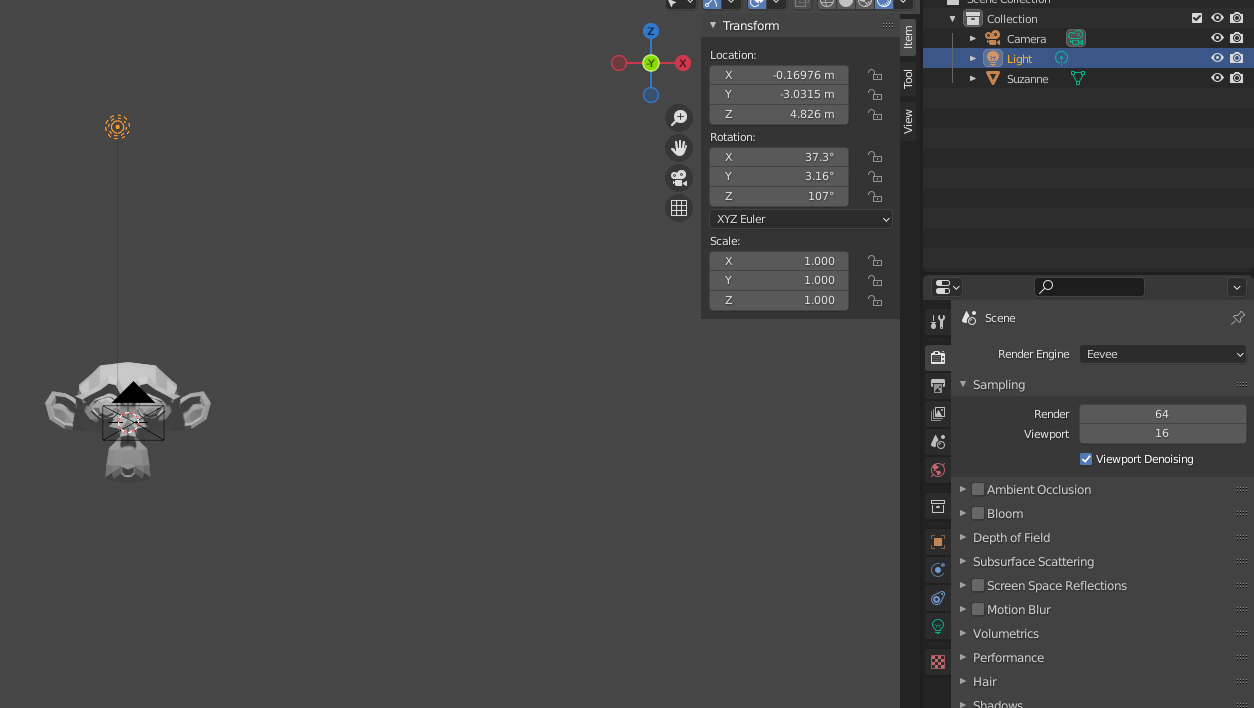 Scene Collection
Collection
Camera
Light
Suzanne
Z
-Y
X
Transform
Item
Tool
View
Location:
X -0.16976 m
Y -3.0315 m
Z 4.826 m
Rotation:
X 37.3°
Y 3.16°
Z 107°
XYZ Euler
Scale:
X 1.000
Y 1.000
Z 1.000
Scene
Render Engine Eevee
Sampling
Render 64
Viewport 16
Viewport Denoising
Ambient Occlusion
Bloom
Depth of Field
Subsurface Scattering
Screen Space Reflections
Motion Blur
Volumetrics
Performance
Hair
Shadows